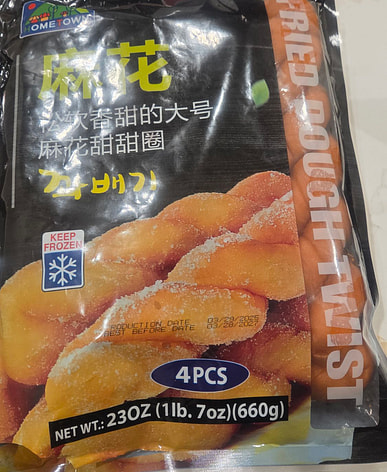 HOMETOWN
麻花
松软香甜的大号
麻花甜甜圈
꽈배기
FRIED DOUGH TWIST
KEEP
FROZEN
PRODUCTION DATE 03/29/2025
BEST BEFORE DATE 03/28/2027
4PCS
NET WT.: 23OZ (1lb. 7oz)(660g)